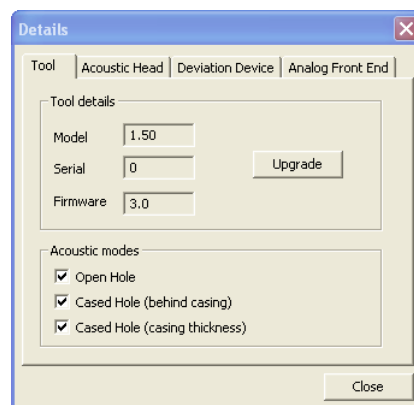 Details
Tool Acoustic Head Deviation Device Analog Front End
Tool details
Model 1.50
Serial 0 Upgrade
Firmware 3.0
Acoustic modes
Open Hole
Cased Hole (behind casing)
Cased Hole (casing thickness)
Close